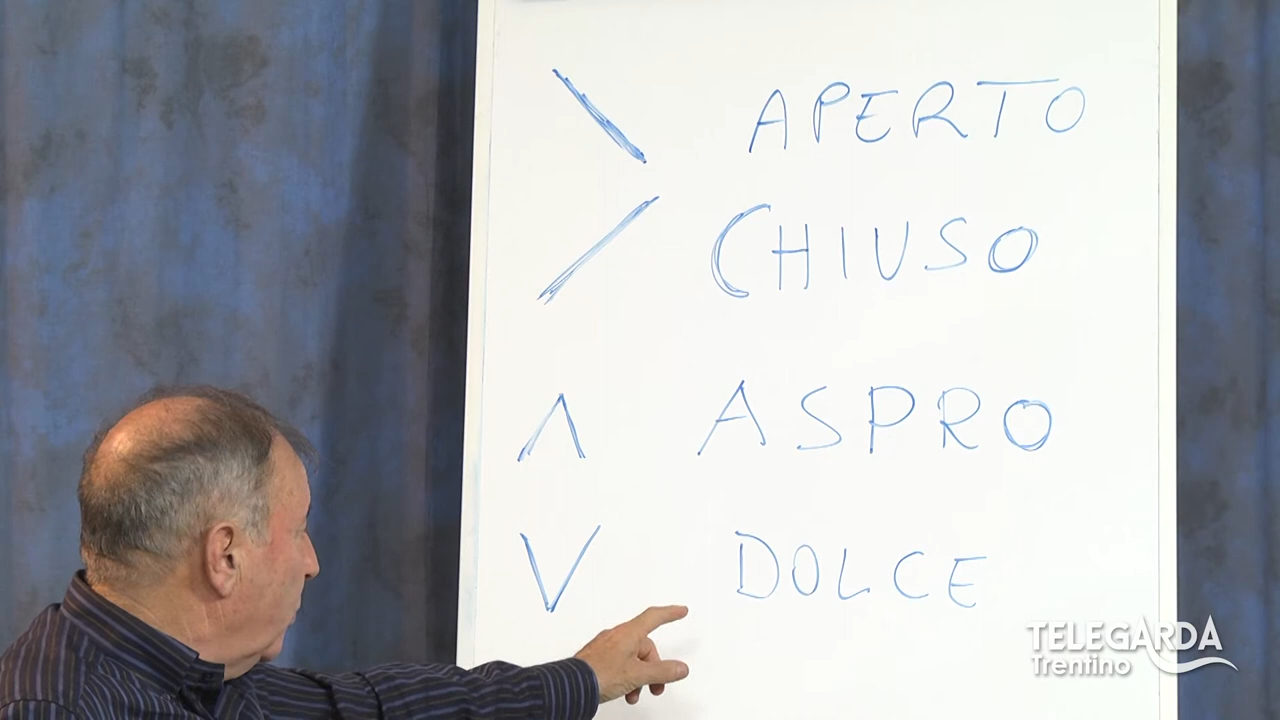 \ APERTO
/ CHIUSO
∧ ASPRO
∨ DOLCE
TELEGARDA
Trentino